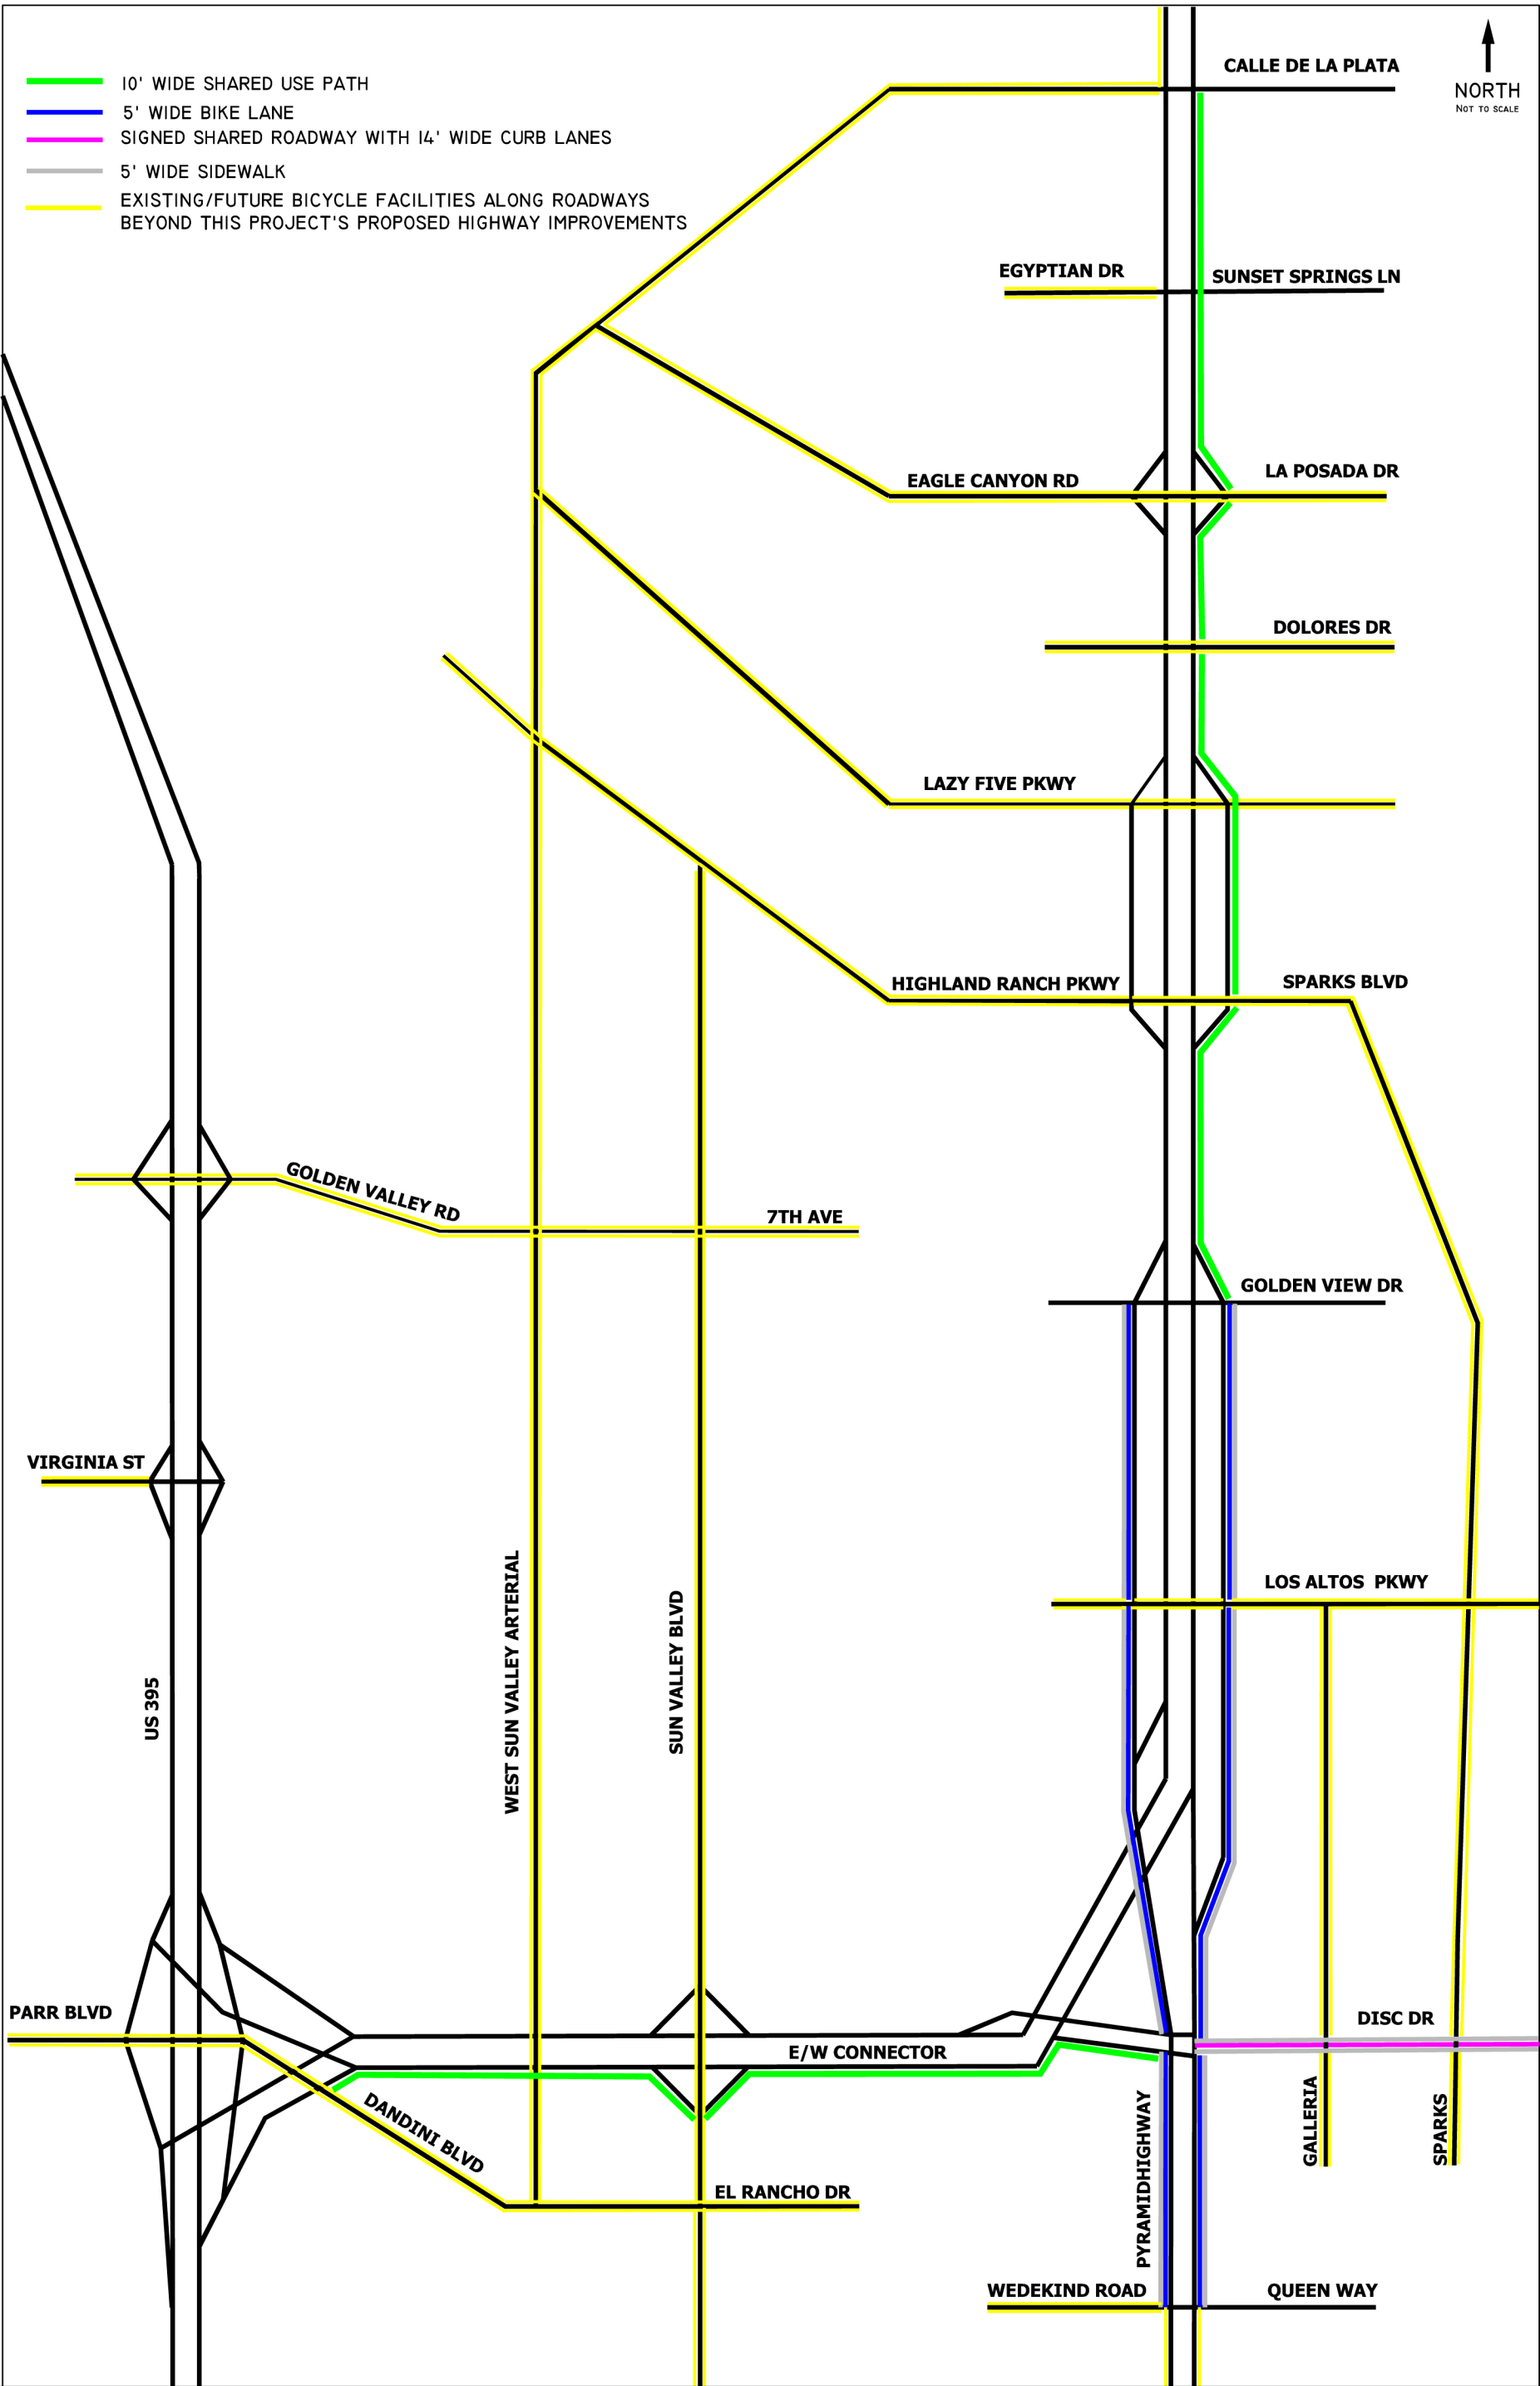 CALLE DE LA PLATA
NORTH
NOT TO SCALE
10' WIDE SHARED USE PATH
5' WIDE BIKE LANE
SIGNED SHARED ROADWAY WITH 14' WIDE CURB LANES
5' WIDE SIDEWALK
EXISTING/FUTURE BICYCLE FACILITIES ALONG ROADWAYS
BEYOND THIS PROJECT'S PROPOSED HIGHWAY IMPROVEMENTS
EGYPTIAN DR
SUNSET SPRINGS LN
EAGLE CANYON RD
LA POSADA DR
DOLORES DR
LAZY FIVE PKWY
HIGHLAND RANCH PKWY
SPARKS BLVD
GOLDEN VALLEY RD
7TH AVE
GOLDEN VIEW DR
VIRGINIA ST
LOS ALTOS PKWY
US 395
WEST SUN VALLEY ARTERIAL
SUN VALLEY BLVD
PARR BLVD
DISC DR
E/W CONNECTOR
DANDINI BLVD
PYRAMIDHIGHWAY
GALLERIA
SPARKS
EL RANCHO DR
WEDEKIND ROAD
QUEEN WAY